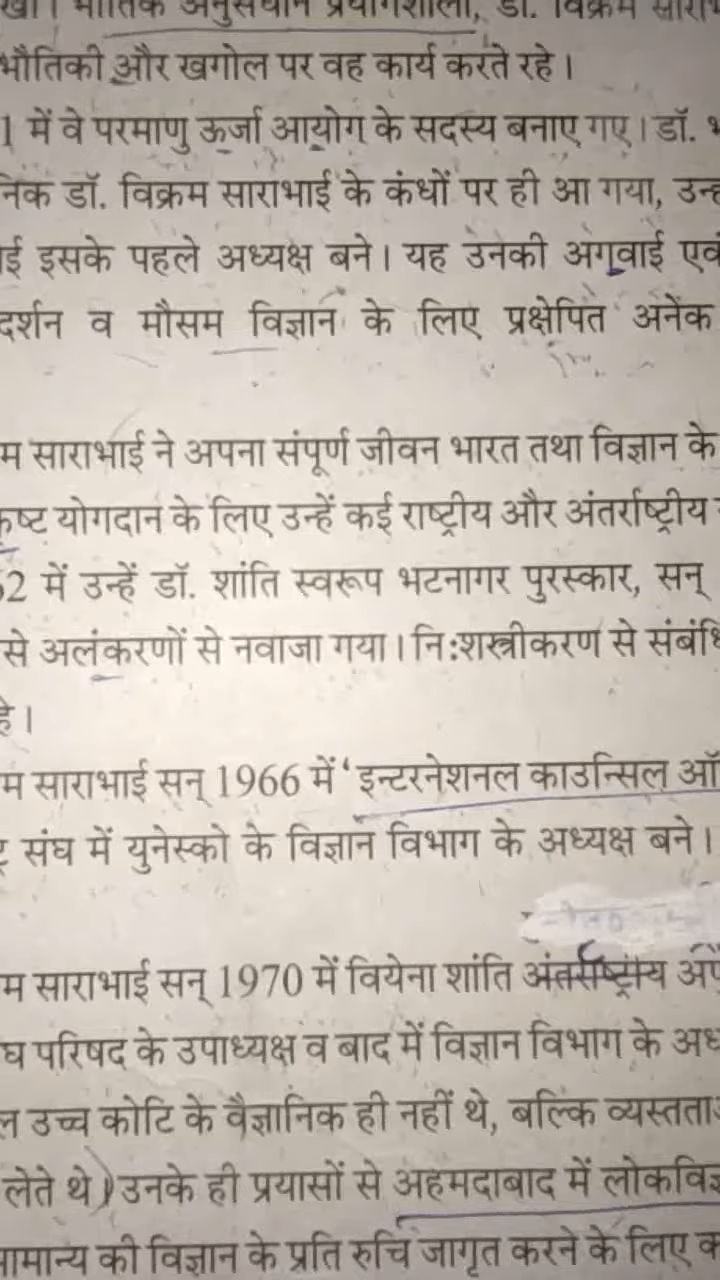 भौतिक अनुसंधान प्रयोगशाला, डॉ. विक्रम
भौतिकी और खगोल पर वह कार्य करते रहे।
1 में वे परमाणु ऊर्जा आयोग के सदस्य बनाए गए। डॉ.
डॉ. विक्रम साराभाई के कंधों पर ही आ गया,
इसके पहले अध्यक्ष बने। यह उनकी अगुवाई
दर्शन व मौसम विज्ञान के लिए प्रक्षेपित अनेक
म साराभाई ने अपना संपूर्ण जीवन भारत तथा विज्ञान के
योगदान के लिए उन्हें कई राष्ट्रीय और अंतर्राष्ट्रीय
2 में उन्हें डॉ. शांति स्वरूप भटनागर पुरस्कार, सन्
से अलंकरणों से नवाजा गया। नि:शस्त्रीकरण से
हे।
म साराभाई सन् 1966 में ‘इन्टरनेशनल काउन्सिल ऑ
संघ में युनेस्को के विज्ञान विभाग के अध्यक्ष बने।
म साराभाई सन् 1970 में वियेना शांति अंतर्राष्ट्रीय
घ परिषद के उपाध्यक्ष व बाद में विज्ञान विभाग के
ल उच्च कोटि के वैज्ञानिक ही नहीं थे, बल्कि व्यस्तता
लेते थे) उनके ही प्रयासों से अहमदाबाद में लोकविज्ञ
सामान्य की विज्ञान के प्रति रुचि जागृत करने के लिए